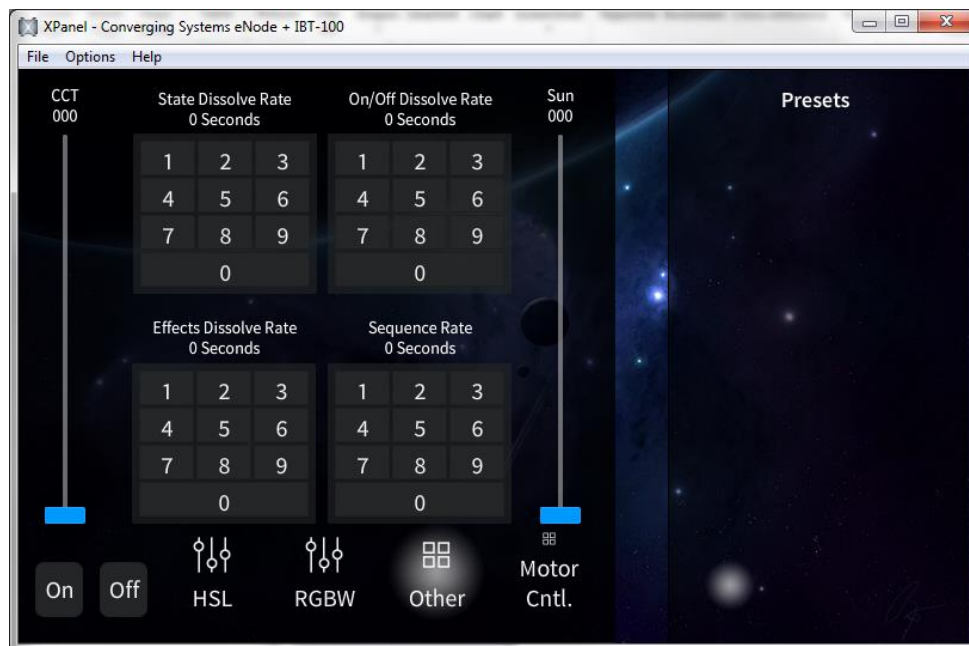 XPanel - Converging Systems eNode + IBT-100
File Options Help
CCT
000
State Dissolve Rate
0 Seconds
1 2 3
4 5 6
7 8 9
0
On/Off Dissolve Rate
0 Seconds
1 2 3
4 5 6
7 8 9
0
Sun
000
Presets
Effects Dissolve Rate
0 Seconds
1 2 3
4 5 6
7 8 9
0
Sequence Rate
0 Seconds
1 2 3
4 5 6
7 8 9
0
On
Off
HSL
RGBW
Other
Motor
Cntl.